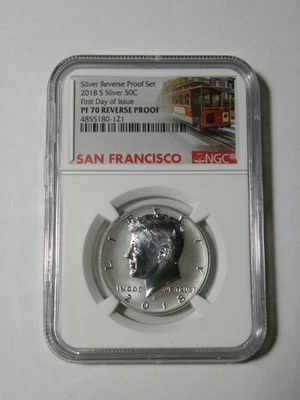 Silver Reverse Proof Set
2018 S Silver 50C
First Day of Issue
PF 70 REVERSE PROOF
4855180-121
SAN FRANCISCO
NGC
LIBERTY
IN GOD WE TRUST
2018